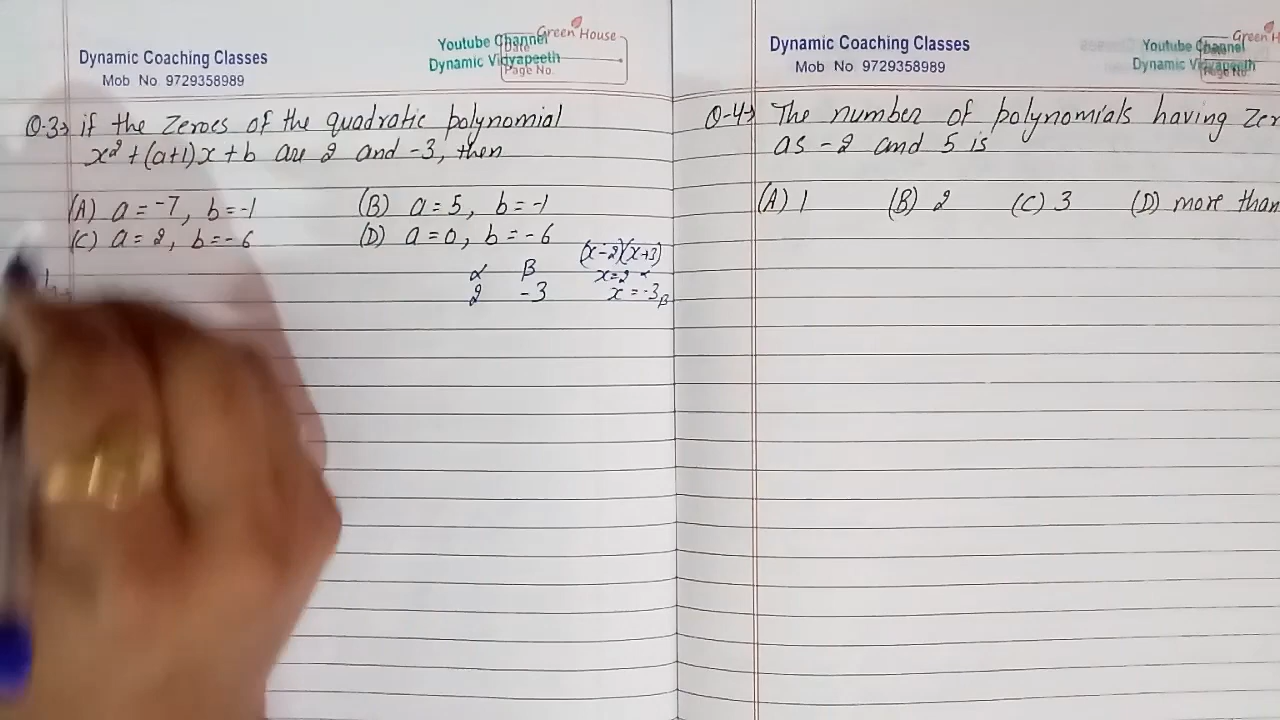 Dynamic Coaching Classes
Mob No 9729358989
Green House
Youtube Channel
Date
Dynamic Vidyapeeth
Page No.
Q-3→ if the zeroes of the quadratic polynomial
x² + (a+1)x + b are 2 and -3, then
(A) a = -7, b = -1 (B) a = 5, b = -1
(C) a = 2, b = -6 (D) a = 0, b = -6
(x-2)(x+3)
α β x=2 α
2 -3 x = -3 β
Dynamic Coaching Classes
Mob No 9729358989
Green H
Youtube Channel
Dynamic Vidyapeeth
Page No.
Q-4→ The number of polynomials having zer
as -2 and 5 is
(A) 1 (B) 2 (C) 3 (D) more than